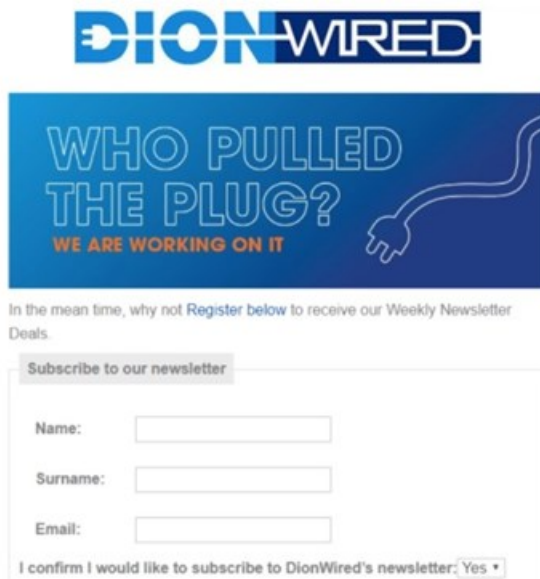 DION WIRED
WHO PULLED
THE PLUG?
WE ARE WORKING ON IT
In the mean time, why not Register below to receive our Weekly Newsletter
Deals.
Subscribe to our newsletter
Name:
Surname:
Email:
I confirm I would like to subscribe to DionWired's newsletter: Yes